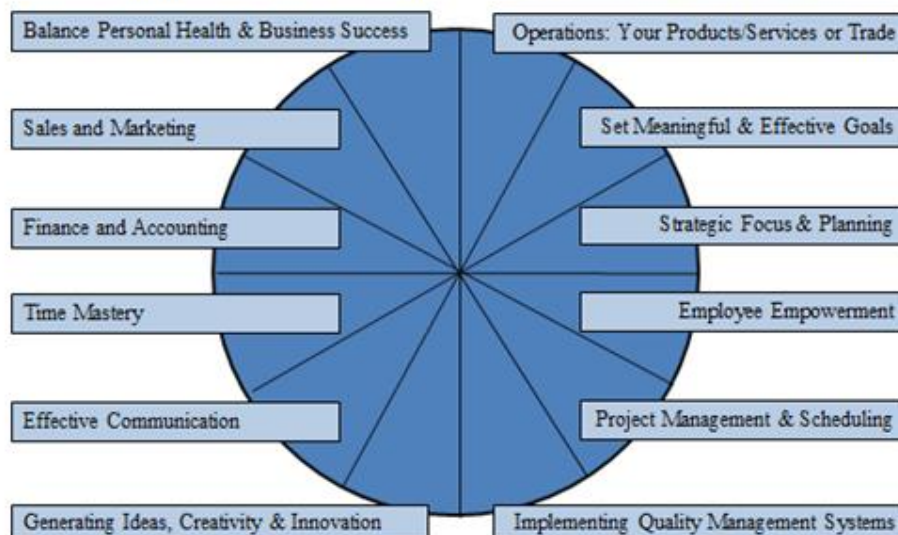 Balance Personal Health & Business Success
Operations: Your Products/Services or Trade
Sales and Marketing
Set Meaningful & Effective Goals
Finance and Accounting
Strategic Focus & Planning
Time Mastery
Employee Empowerment
Effective Communication
Project Management & Scheduling
Generating Ideas, Creativity & Innovation
Implementing Quality Management Systems